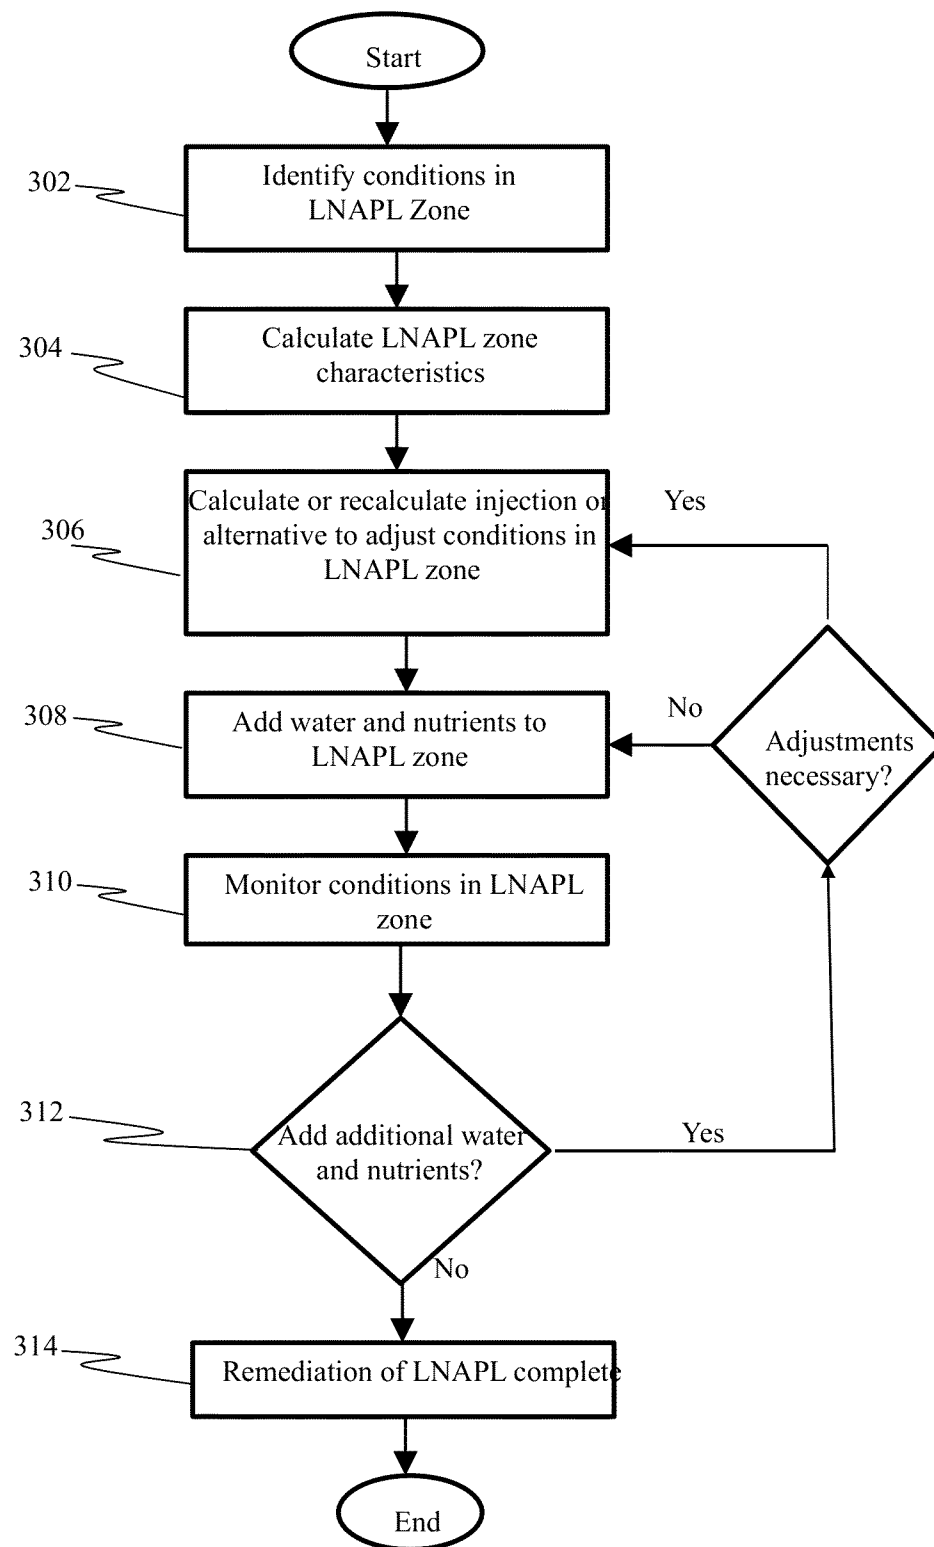 Start
302
Identify conditions in
LNAPL Zone
304
Calculate LNAPL zone
characteristics
306
Calculate or recalculate injection or
alternative to adjust conditions in
LNAPL zone
Yes
308
Add water and nutrients to
LNAPL zone
No
Adjustments
necessary?
310
Monitor conditions in LNAPL
zone
312
Add additional water
and nutrients?
Yes
No
314
Remediation of LNAPL complete
End